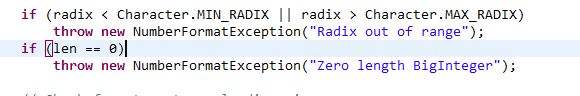 if (radix < Character.MIN_RADIX || radix > Character.MAX_RADIX)
throw new NumberFormatException("Radix out of range");
if (len == 0)
throw new NumberFormatException("Zero length BigInteger");